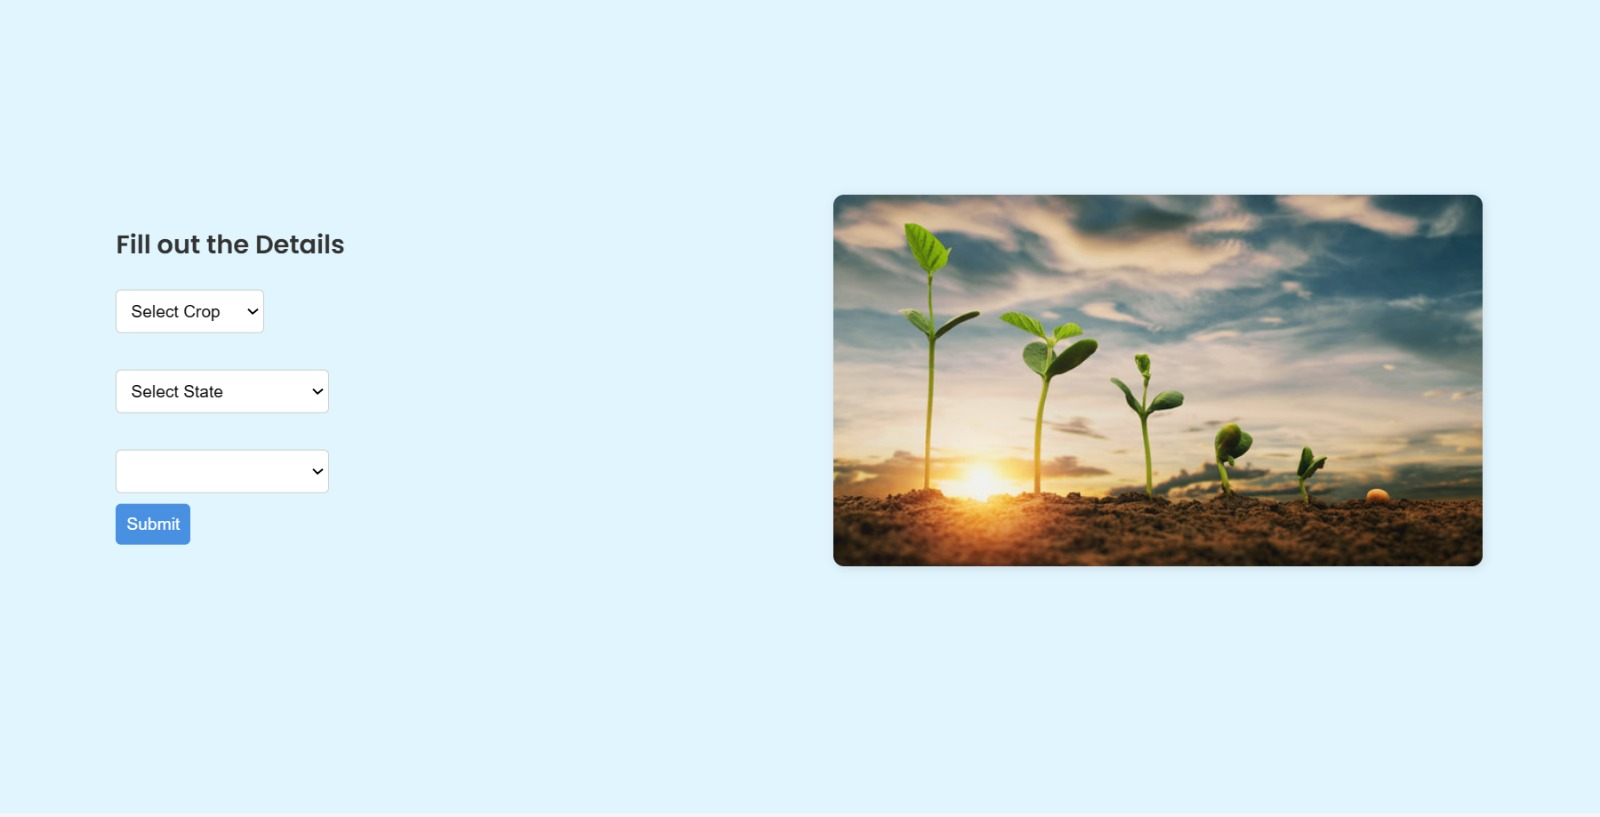 Fill out the Details
Select Crop
Select State
Submit